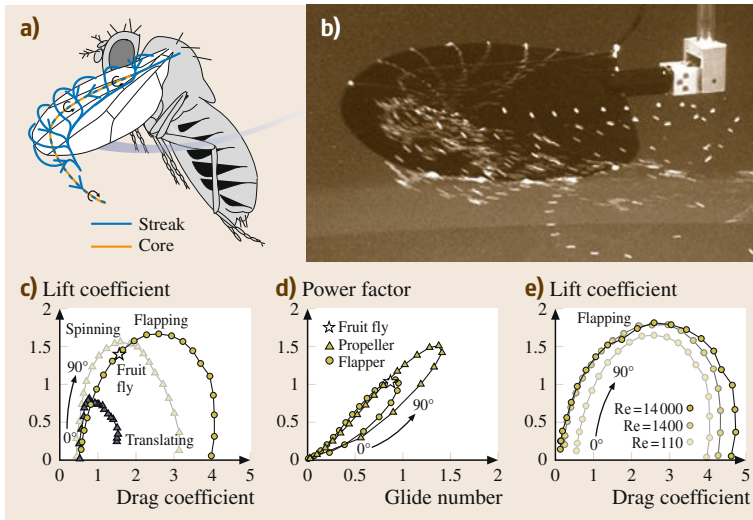 a)
b)
Streak
Core
c) Lift coefficient
2
1.5
1
0.5
0
0 1 2 3 4 5
Drag coefficient
Spinning
Flapping
90°
Fruit
fly
0°
Translating
d) Power factor
2
1.5
1
0.5
0
0 0.5 1 1.5 2
Glide number
Fruit fly
Propeller
Flapper
90°
0°
e) Lift coefficient
2
1.5
1
0.5
0
0 1 2 3 4 5
Drag coefficient
Flapping
90°
0°
Re=14 000
Re=1400
Re=110